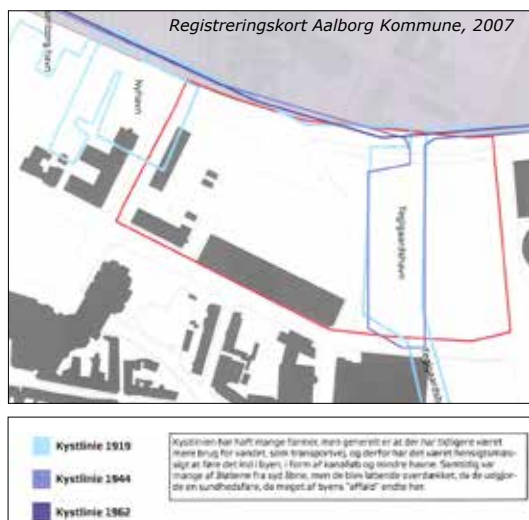 Registreringskort Aalborg Kommune, 2007
Nyhavn
Kystlinie 1919
Kystlinie 1944
Kystlinie 1962
Kystlinien har haft mange former, men generelt er at der har tidligere været
mere brug for vandet, som transportvej, og derfor har det været hensigtsmæs-
sigt at føre det ind i byen, i form af kanalløb og mindre havne. Samtidig var
mange af åløbene fra syd åbne, men de blev løbende overdækket, da de udgjor-
de en sundhedsfare, da meget af byens "affald" endte her.